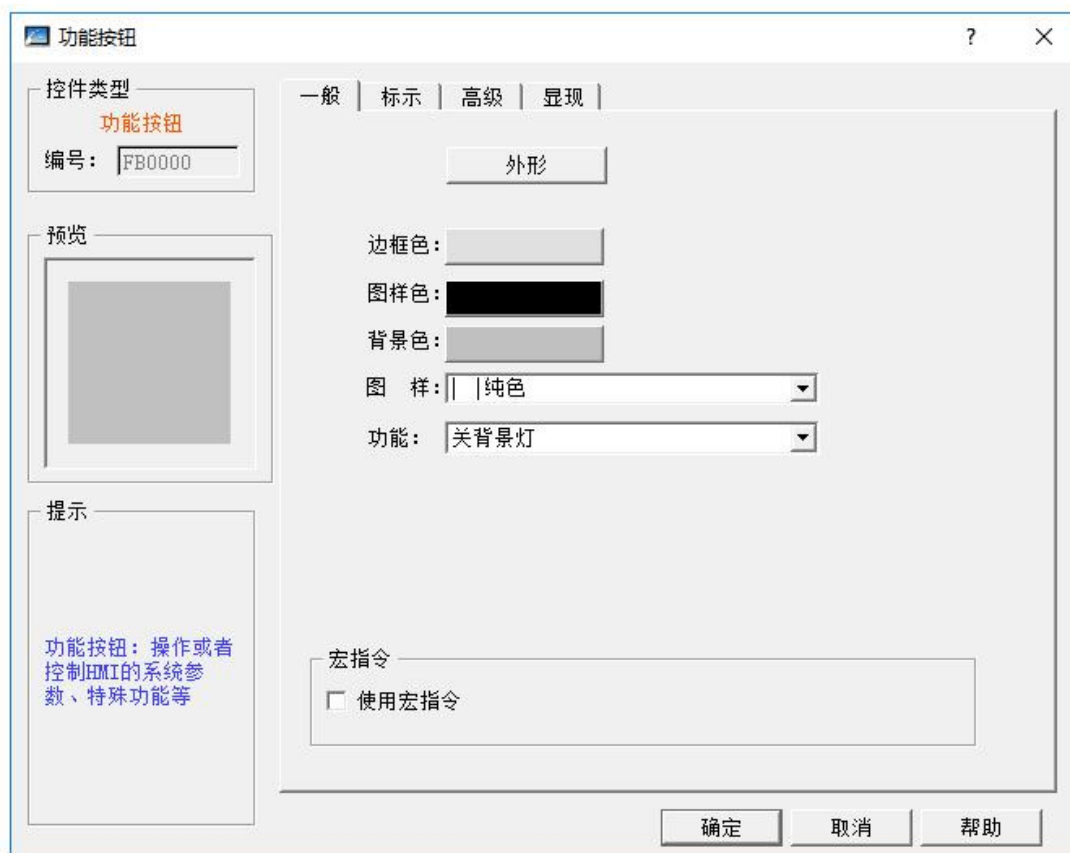 功能按钮
?
控件类型
功能按钮
编号: FB0000
预览
提示
功能按钮: 操作或者
控制HMI的系统参
数、特殊功能等
一般 标示 高级 显现
外形
边框色:
图样色:
背景色:
图 样: | |纯色
功能: 关背景灯
宏指令
使用宏指令
确定 取消 帮助